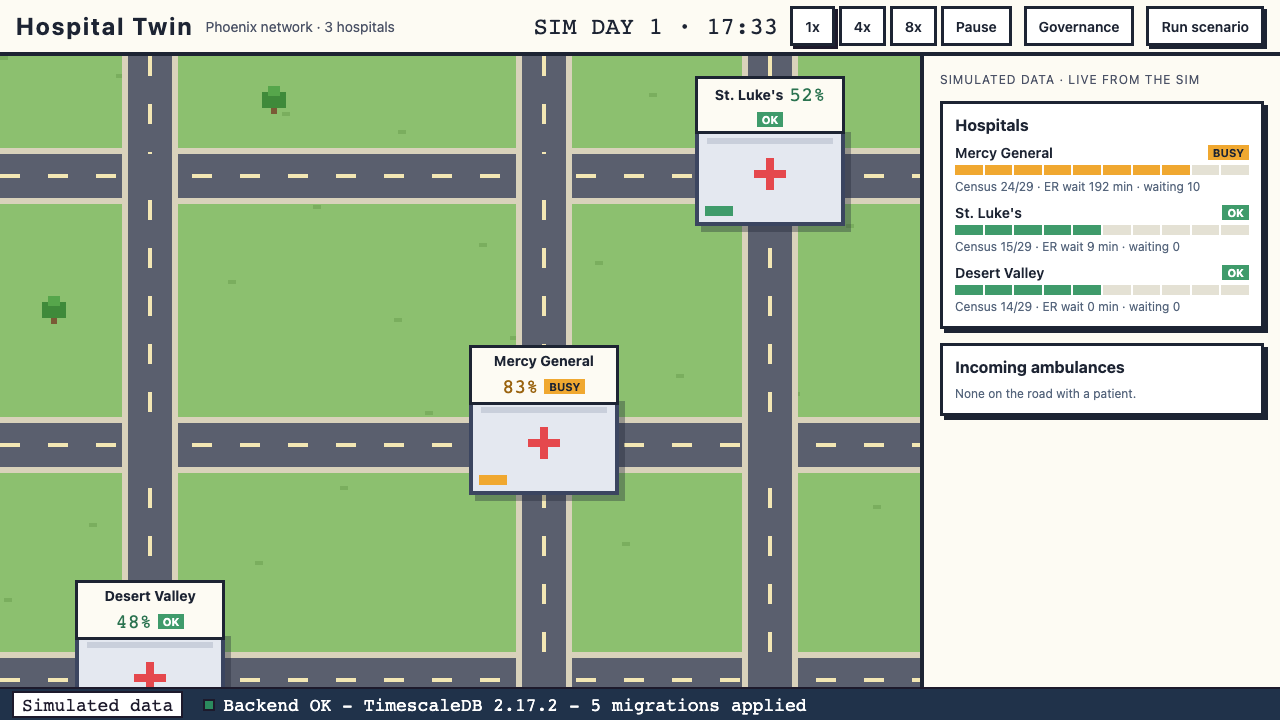 Hospital Twin
Phoenix network · 3 hospitals
SIM DAY 1 · 17:33
1x
4x
8x
Pause
Governance
Run scenario
St. Luke's 52%
OK
Mercy General
83% BUSY
Desert Valley
48% OK
SIMULATED DATA · LIVE FROM THE SIM
Hospitals
Mercy General BUSY
Census 24/29 · ER wait 192 min · waiting 10
St. Luke's OK
Census 15/29 · ER wait 9 min · waiting 0
Desert Valley OK
Census 14/29 · ER wait 0 min · waiting 0
Incoming ambulances
None on the road with a patient.
Simulated data
Backend OK – TimescaleDB 2.17.2 – 5 migrations applied